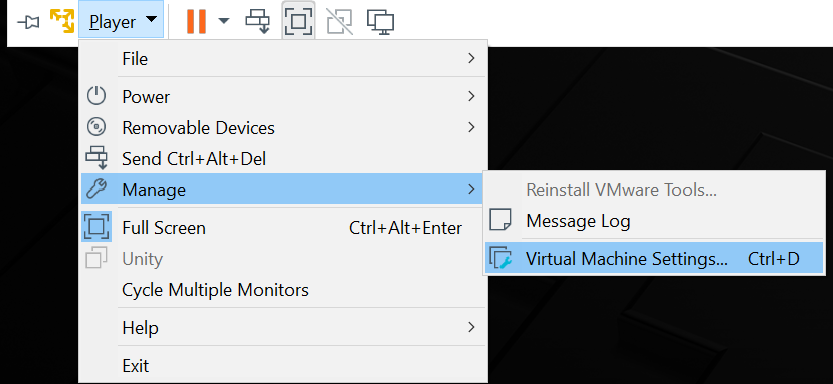 Player
File
Power
Removable Devices
Send Ctrl+Alt+Del
Manage
Reinstall VMware Tools...
Message Log
Full Screen Ctrl+Alt+Enter
Virtual Machine Settings... Ctrl+D
Unity
Cycle Multiple Monitors
Help
Exit